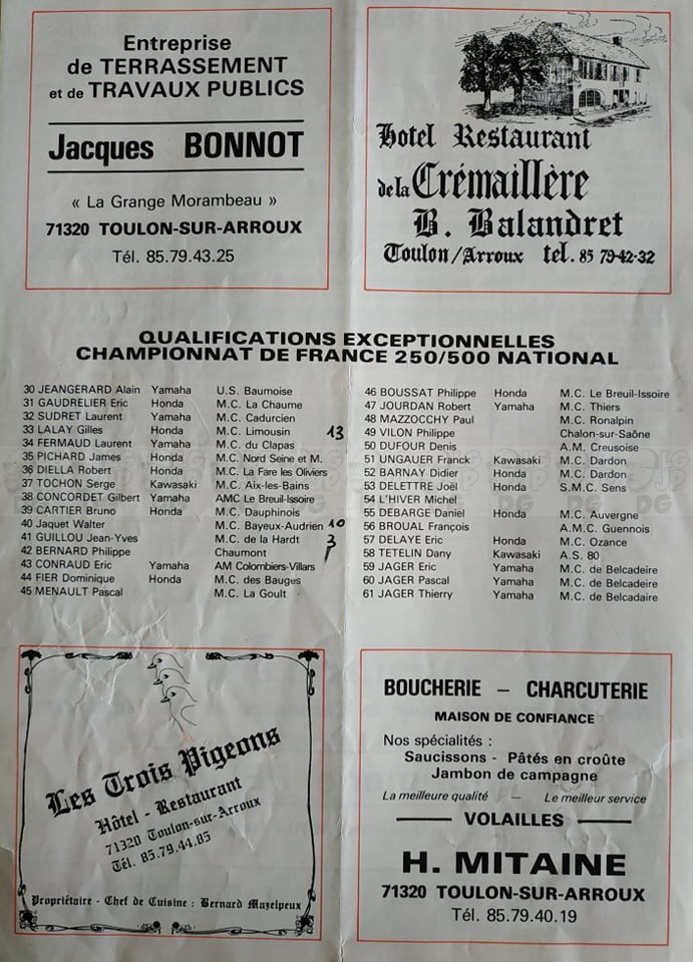 Entreprise
de TERRASSEMENT
et de TRAVAUX PUBLICS
Jacques BONNOT
« La Grange Morambeau »
71320 TOULON-SUR-ARROUX
Tél. 85.79.43.25
Hotel Restaurant
de la Crémaillère
B. Balandret
Toulon/Arroux tel. 85 79-42-32
QUALIFICATIONS EXCEPTIONNELLES
CHAMPIONNAT DE FRANCE 250/500 NATIONAL
30 JEANGERARD Alain Yamaha U.S. Baumoise
31 GAUDRELIER Eric Honda M.C. La Chaume
32 SUDRET Laurent Yamaha M.C. Cadurcien
33 LALAY Gilles Honda M.C. Limousin 13
34 FERMAUD Laurent Yamaha M.C. du Clapas
35 PICHARD James Honda M.C. Nord Seine et M.
36 DIELLA Robert Honda M.C. La Fare les Oliviers
37 TOCHON Serge Kawasaki M.C. Aix-les-Bains
38 CONCORDET Gilbert Yamaha AMC Le Breuil-Issoire
39 CARTIER Bruno Honda M.C. Dauphinois
40 Jaquet Walter M.C. Bayeux-Audrien 10
41 GUILLOU Jean-Yves M.C. de la Hardt 3
42 BERNARD Philippe Chaumont
43 CONRAUD Eric Yamaha AM Colombiers-Villars
44 FIER Dominique Honda M.C. des Bauges
45 MENAULT Pascal M.C. La Goult
46 BOUSSAT Philippe Honda M.C. Le Breuil-Issoire
47 JOURDAN Robert Yamaha M.C. Thiers
48 MAZZOCCHY Paul M.C. Ronalpin
49 VILON Philippe Chalon-sur-Saône
50 DUFOUR Denis A.M. Creusoise
51 UNGAUER Franck Kawasaki M.C. Dardon
52 BARNAY Didier Honda M.C. Dardon
53 DELETTRE Joël Honda S.M.C. Sens
54 L'HIVER Michel
55 DEBARGE Daniel Honda M.C. Auvergne
56 BROUAL François A.M.C. Guennois
57 DELAYE Eric Honda M.C. Ozance
58 TETELIN Dany Kawasaki A.S. 80
59 JAGER Eric Yamaha M.C. de Belcadeire
60 JAGER Pascal Yamaha M.C. de Belcadeire
61 JAGER Thierry Yamaha M.C. de Belcadaire
Les Trois Pigeons
Hôtel - Restaurant
71320 Toulon-sur-Arroux
Tél. 85.79.44.85
Propriétaire - Chef de Cuisine : Bernard Mazelpeux
BOUCHERIE – CHARCUTERIE
MAISON DE CONFIANCE
Nos spécialités :
Saucissons - Pâtés en croûte
Jambon de campagne
La meilleure qualité — Le meilleur service
VOLAILLES
H. MITAINE
71320 TOULON-SUR-ARROUX
Tél. 85.79.40.19